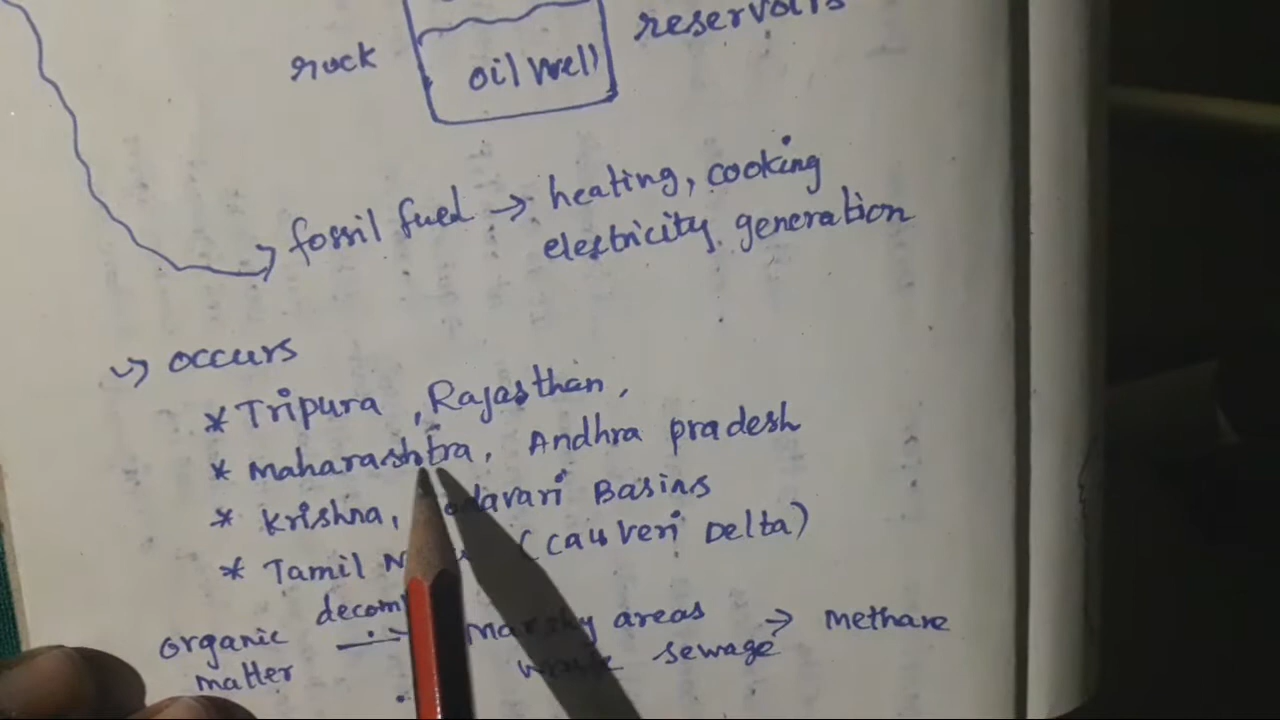 reservoirs
rock
oil well
fossil fuel → heating, cooking
electricity generation
↪ occurs
* Tripura, Rajasthan,
* Maharashtra, Andhra pradesh
* Krishna, Basins
* Tamil (Cauveri Delta)
organic → areas → Methane
matter sewage